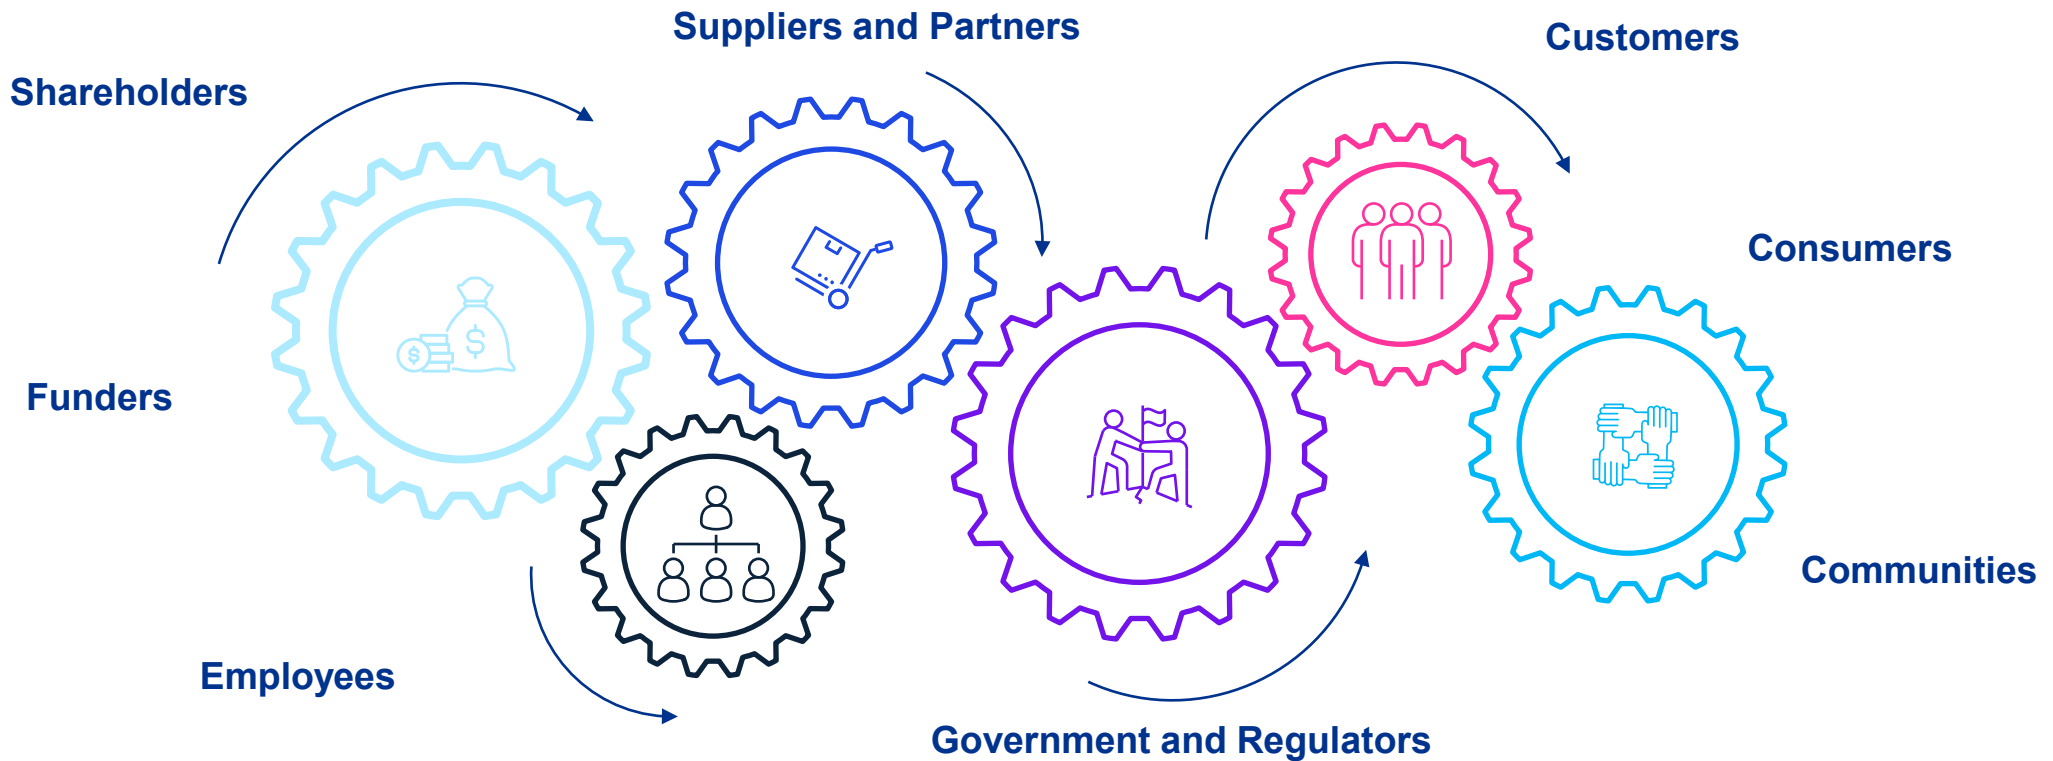 Suppliers and Partners
Customers
Shareholders
Consumers
Funders
Communities
Employees
Government and Regulators
$
$